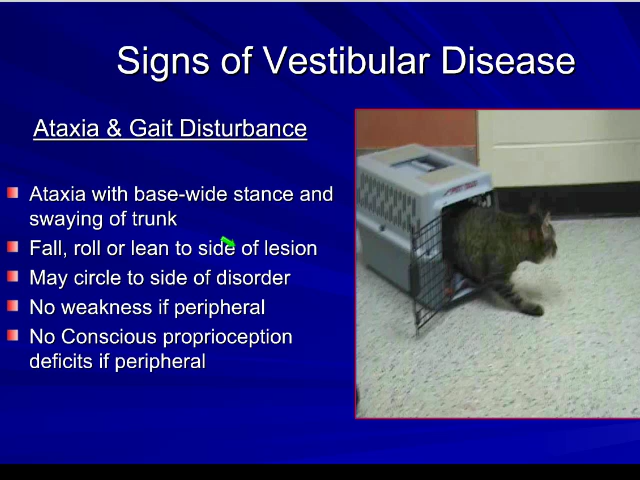 Signs of Vestibular Disease
Ataxia & Gait Disturbance
Ataxia with base-wide stance and
swaying of trunk
Fall, roll or lean to side of lesion
May circle to side of disorder
No weakness if peripheral
No Conscious proprioception
deficits if peripheral